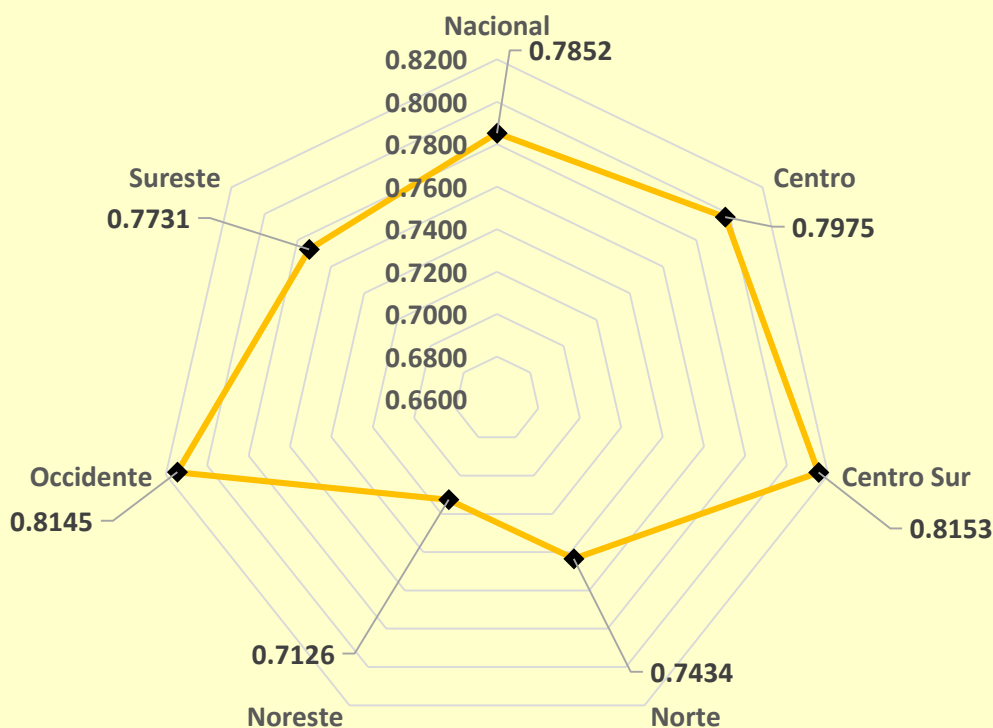 Nacional
0.7852
0.8200
0.8000
0.7800
0.7600
0.7400
0.7200
0.7000
0.6800
0.6600
Sureste
0.7731
Centro
0.7975
Occidente
0.8145
Centro Sur
0.8153
0.7126
0.7434
Noreste
Norte